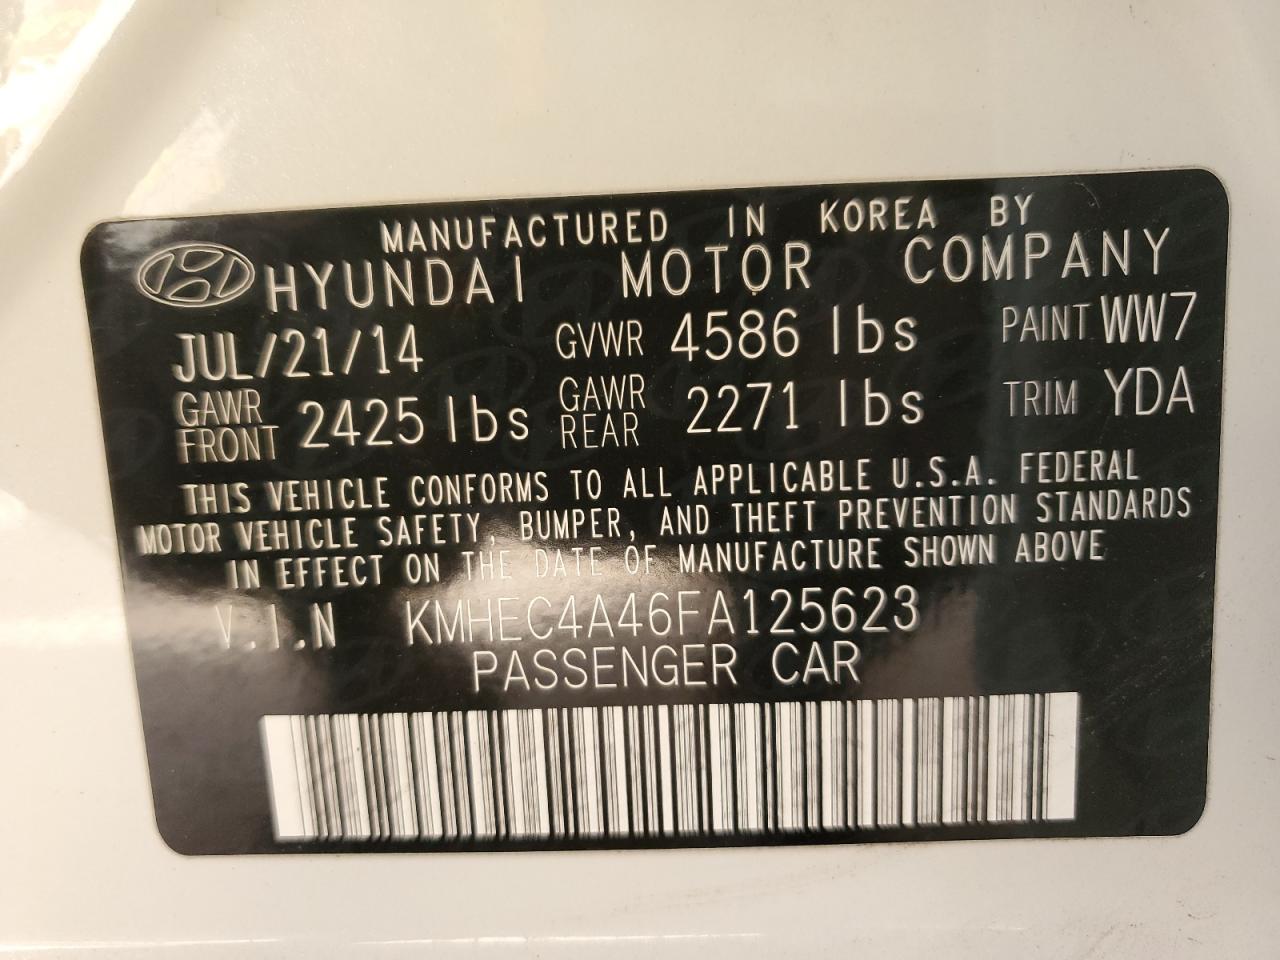 MANUFACTURED IN KOREA BY
HYUNDAI MOTOR COMPANY
JUL/21/14 GVWR 4586 lbs PAINT WW7
GAWR FRONT 2425 lbs GAWR REAR 2271 lbs TRIM YDA
THIS VEHICLE CONFORMS TO ALL APPLICABLE U.S.A. FEDERAL
MOTOR VEHICLE SAFETY, BUMPER, AND THEFT PREVENTION STANDARDS
IN EFFECT ON THE DATE OF MANUFACTURE SHOWN ABOVE
V.I.N KMHEC4A46FA125623
PASSENGER CAR